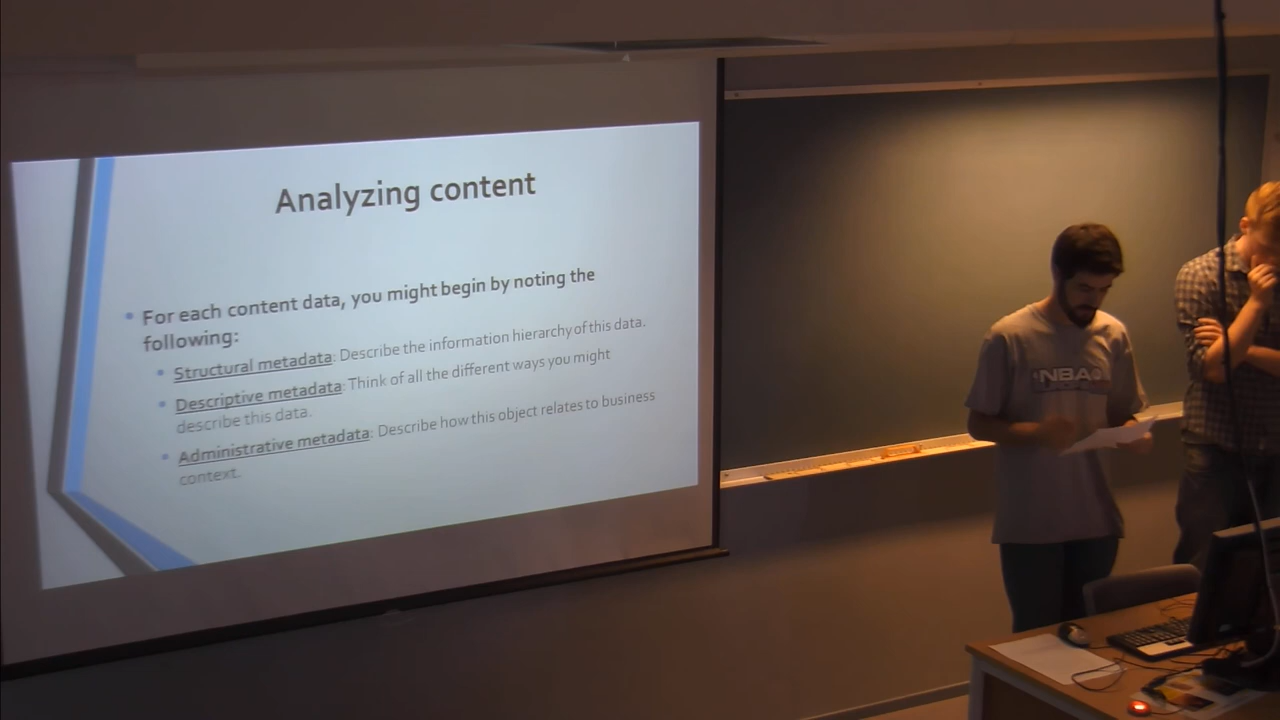 Analyzing content
For each content data, you might begin by noting the
following:
Structural metadata: Describe the information hierarchy of this data.
Descriptive metadata: Think of all the different ways you might
describe this data.
Administrative metadata: Describe how this object relates to business
context.
NBA